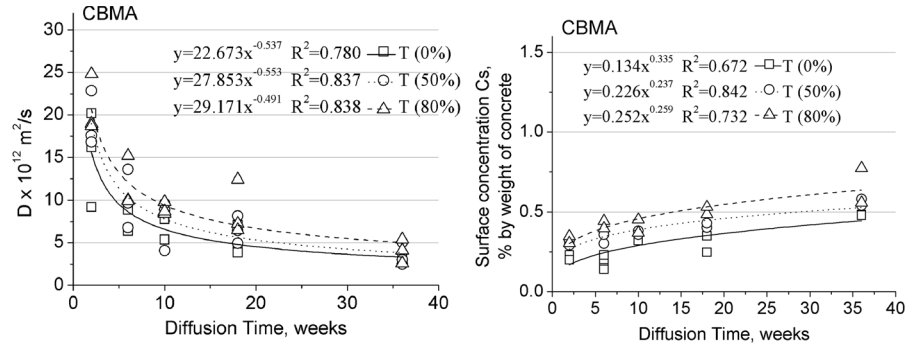 CBMA
y=22.673x^-0.537 R²=0.780 T (0%)
y=27.853x^-0.553 R²=0.837 T (50%)
y=29.171x^-0.491 R²=0.838 T (80%)
30
25
20
15
10
5
0
D x 10^12 m²/s
0 10 20 30 40
Diffusion Time, weeks
CBMA
y=0.134x^0.335 R²=0.672 T (0%)
y=0.226x^0.237 R²=0.842 T (50%)
y=0.252x^0.259 R²=0.732 T (80%)
1.5
1.0
0.5
0.0
Surface concentration Cs,
% by weight of concrete
0 5 10 15 20 25 30 35 40
Diffusion Time, weeks